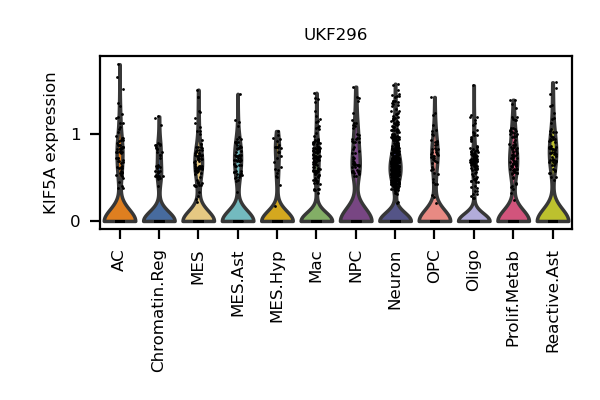 UKF296
KIF5A expression
1
0
AC
Chromatin.Reg
MES
MES.Ast
MES.Hyp
Mac
NPC
Neuron
OPC
Oligo
Prolif.Metab
Reactive.Ast